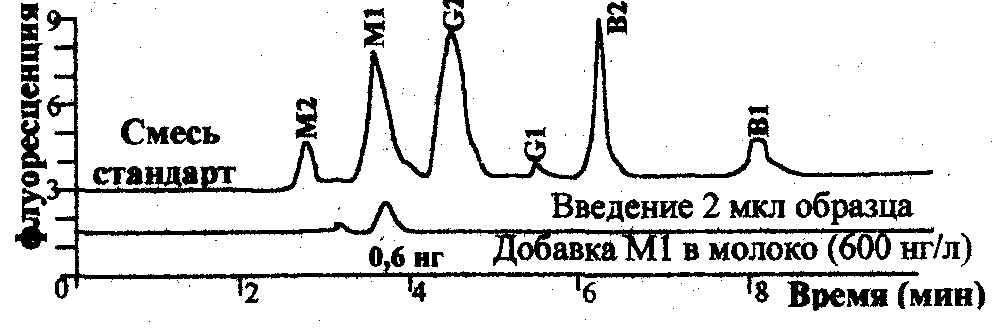 флуоресценция
9
6
3
M2
M1
G2
G1
B2
B1
Смесь
стандарт
Введение 2 мкл образца
0,6 нг
Добавка М1 в молоко (600 нг/л)
0 2 4 6 8 Время (мин)